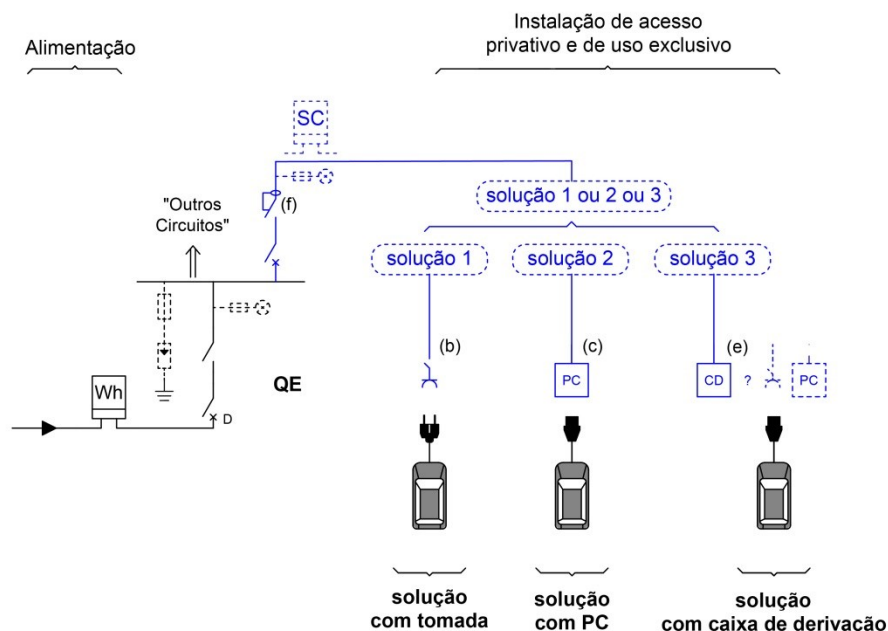 Instalação de acesso
privativo e de uso exclusivo
Alimentação
SC
(f)
"Outros
Circuitos"
solução 1 ou 2 ou 3
solução 1
solução 2
solução 3
(b)
(c)
(e)
PC
CD
?
PC
Wh
QE
D
solução
com tomada
solução
com PC
solução
com caixa de derivação